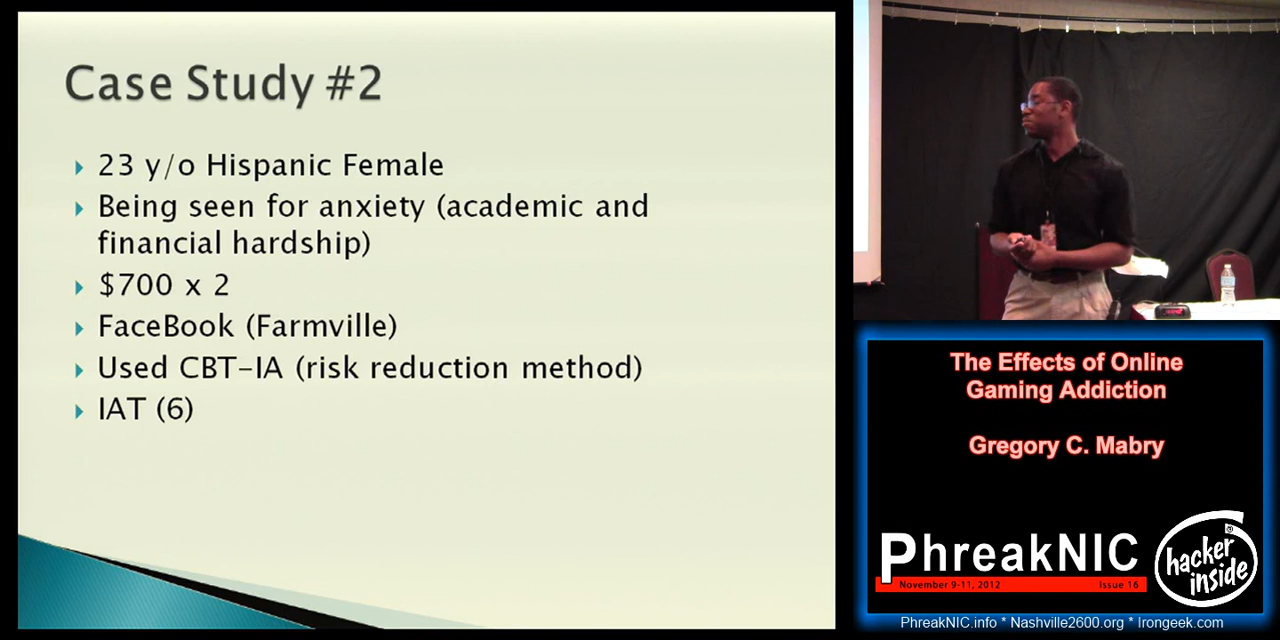 Case Study #2
23 y/o Hispanic Female
Being seen for anxiety (academic and
financial hardship)
$700 x 2
FaceBook (Farmville)
Used CBT-IA (risk reduction method)
IAT (6)
The Effects of Online
Gaming Addiction
Gregory C. Mabry
PhreakNIC
November 9-11, 2012 Issue 16
hacker
inside
PhreakNIC.info * Nashville2600.org * Irongeek.com